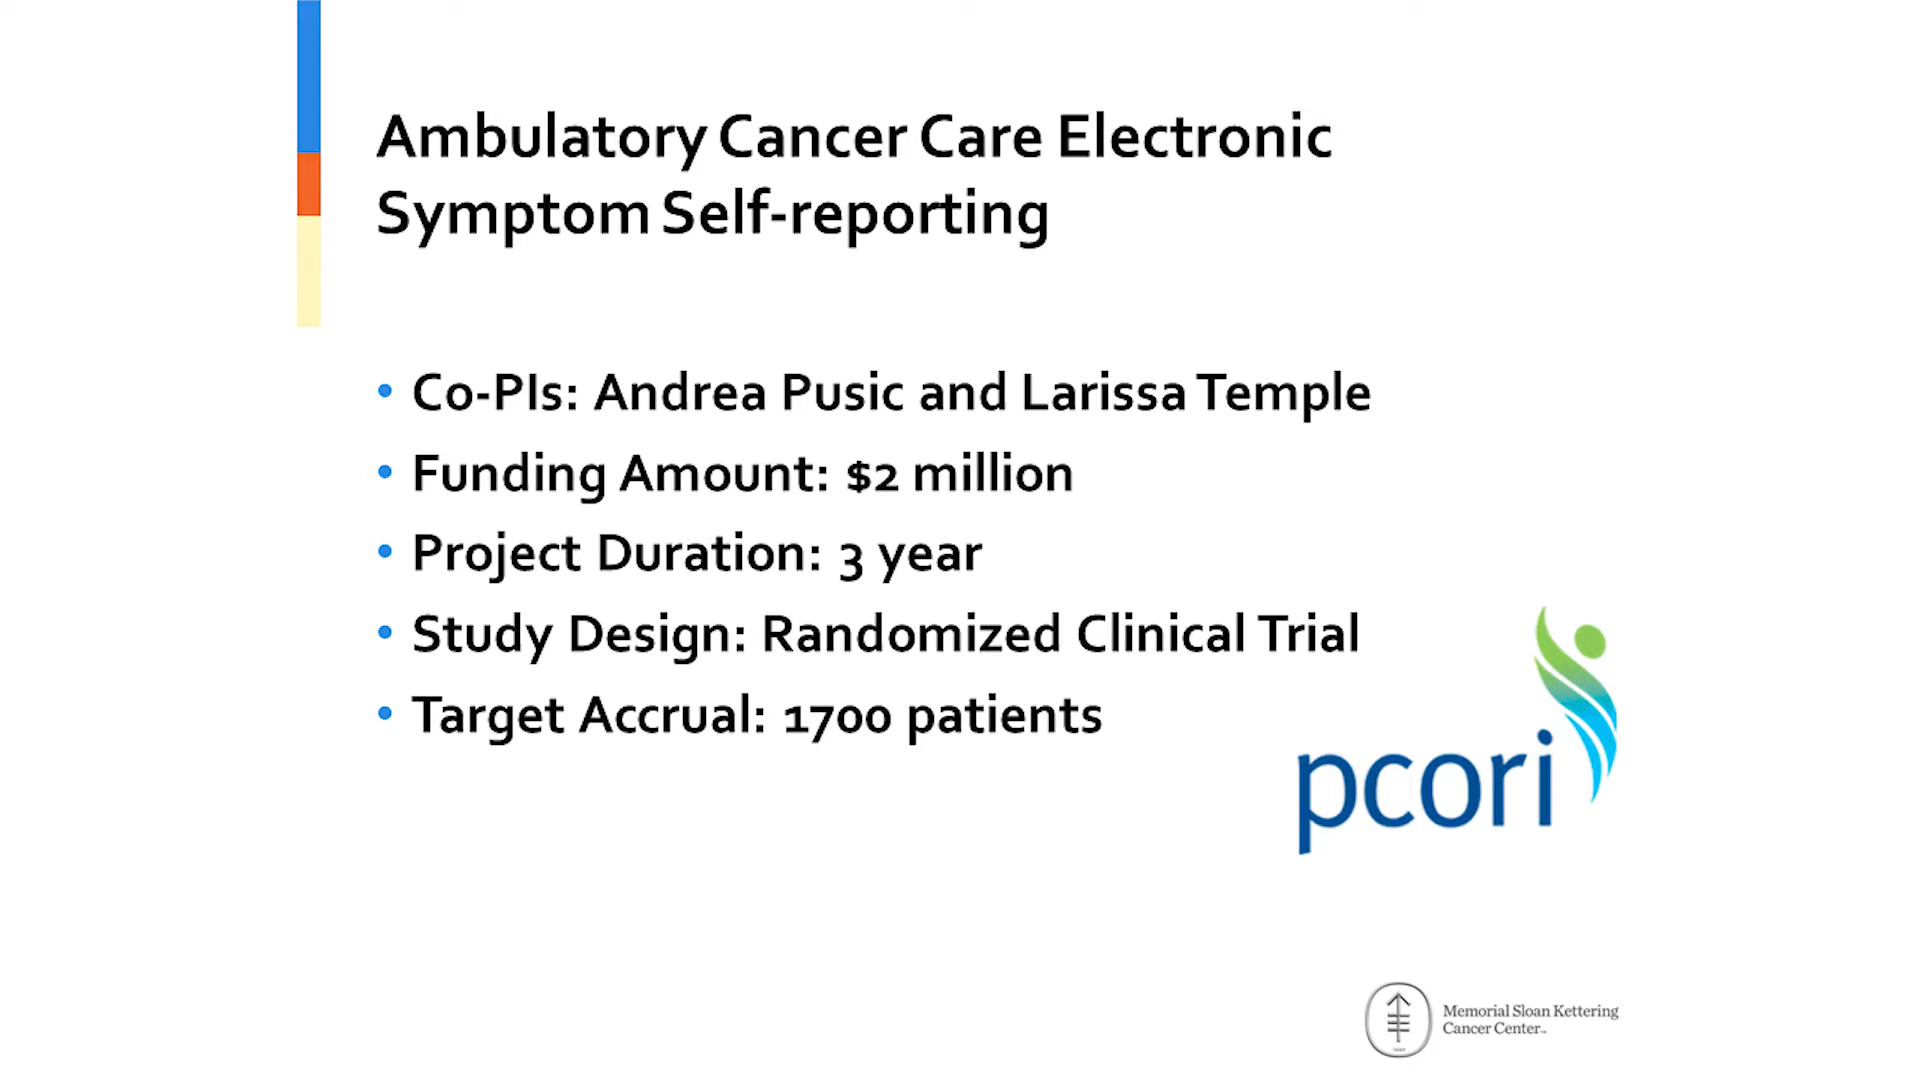 Ambulatory Cancer Care Electronic
Symptom Self-reporting
• Co-PIs: Andrea Pusic and Larissa Temple
• Funding Amount: $2 million
• Project Duration: 3 year
• Study Design: Randomized Clinical Trial
• Target Accrual: 1700 patients
pcori
Memorial Sloan Kettering
Cancer Center™